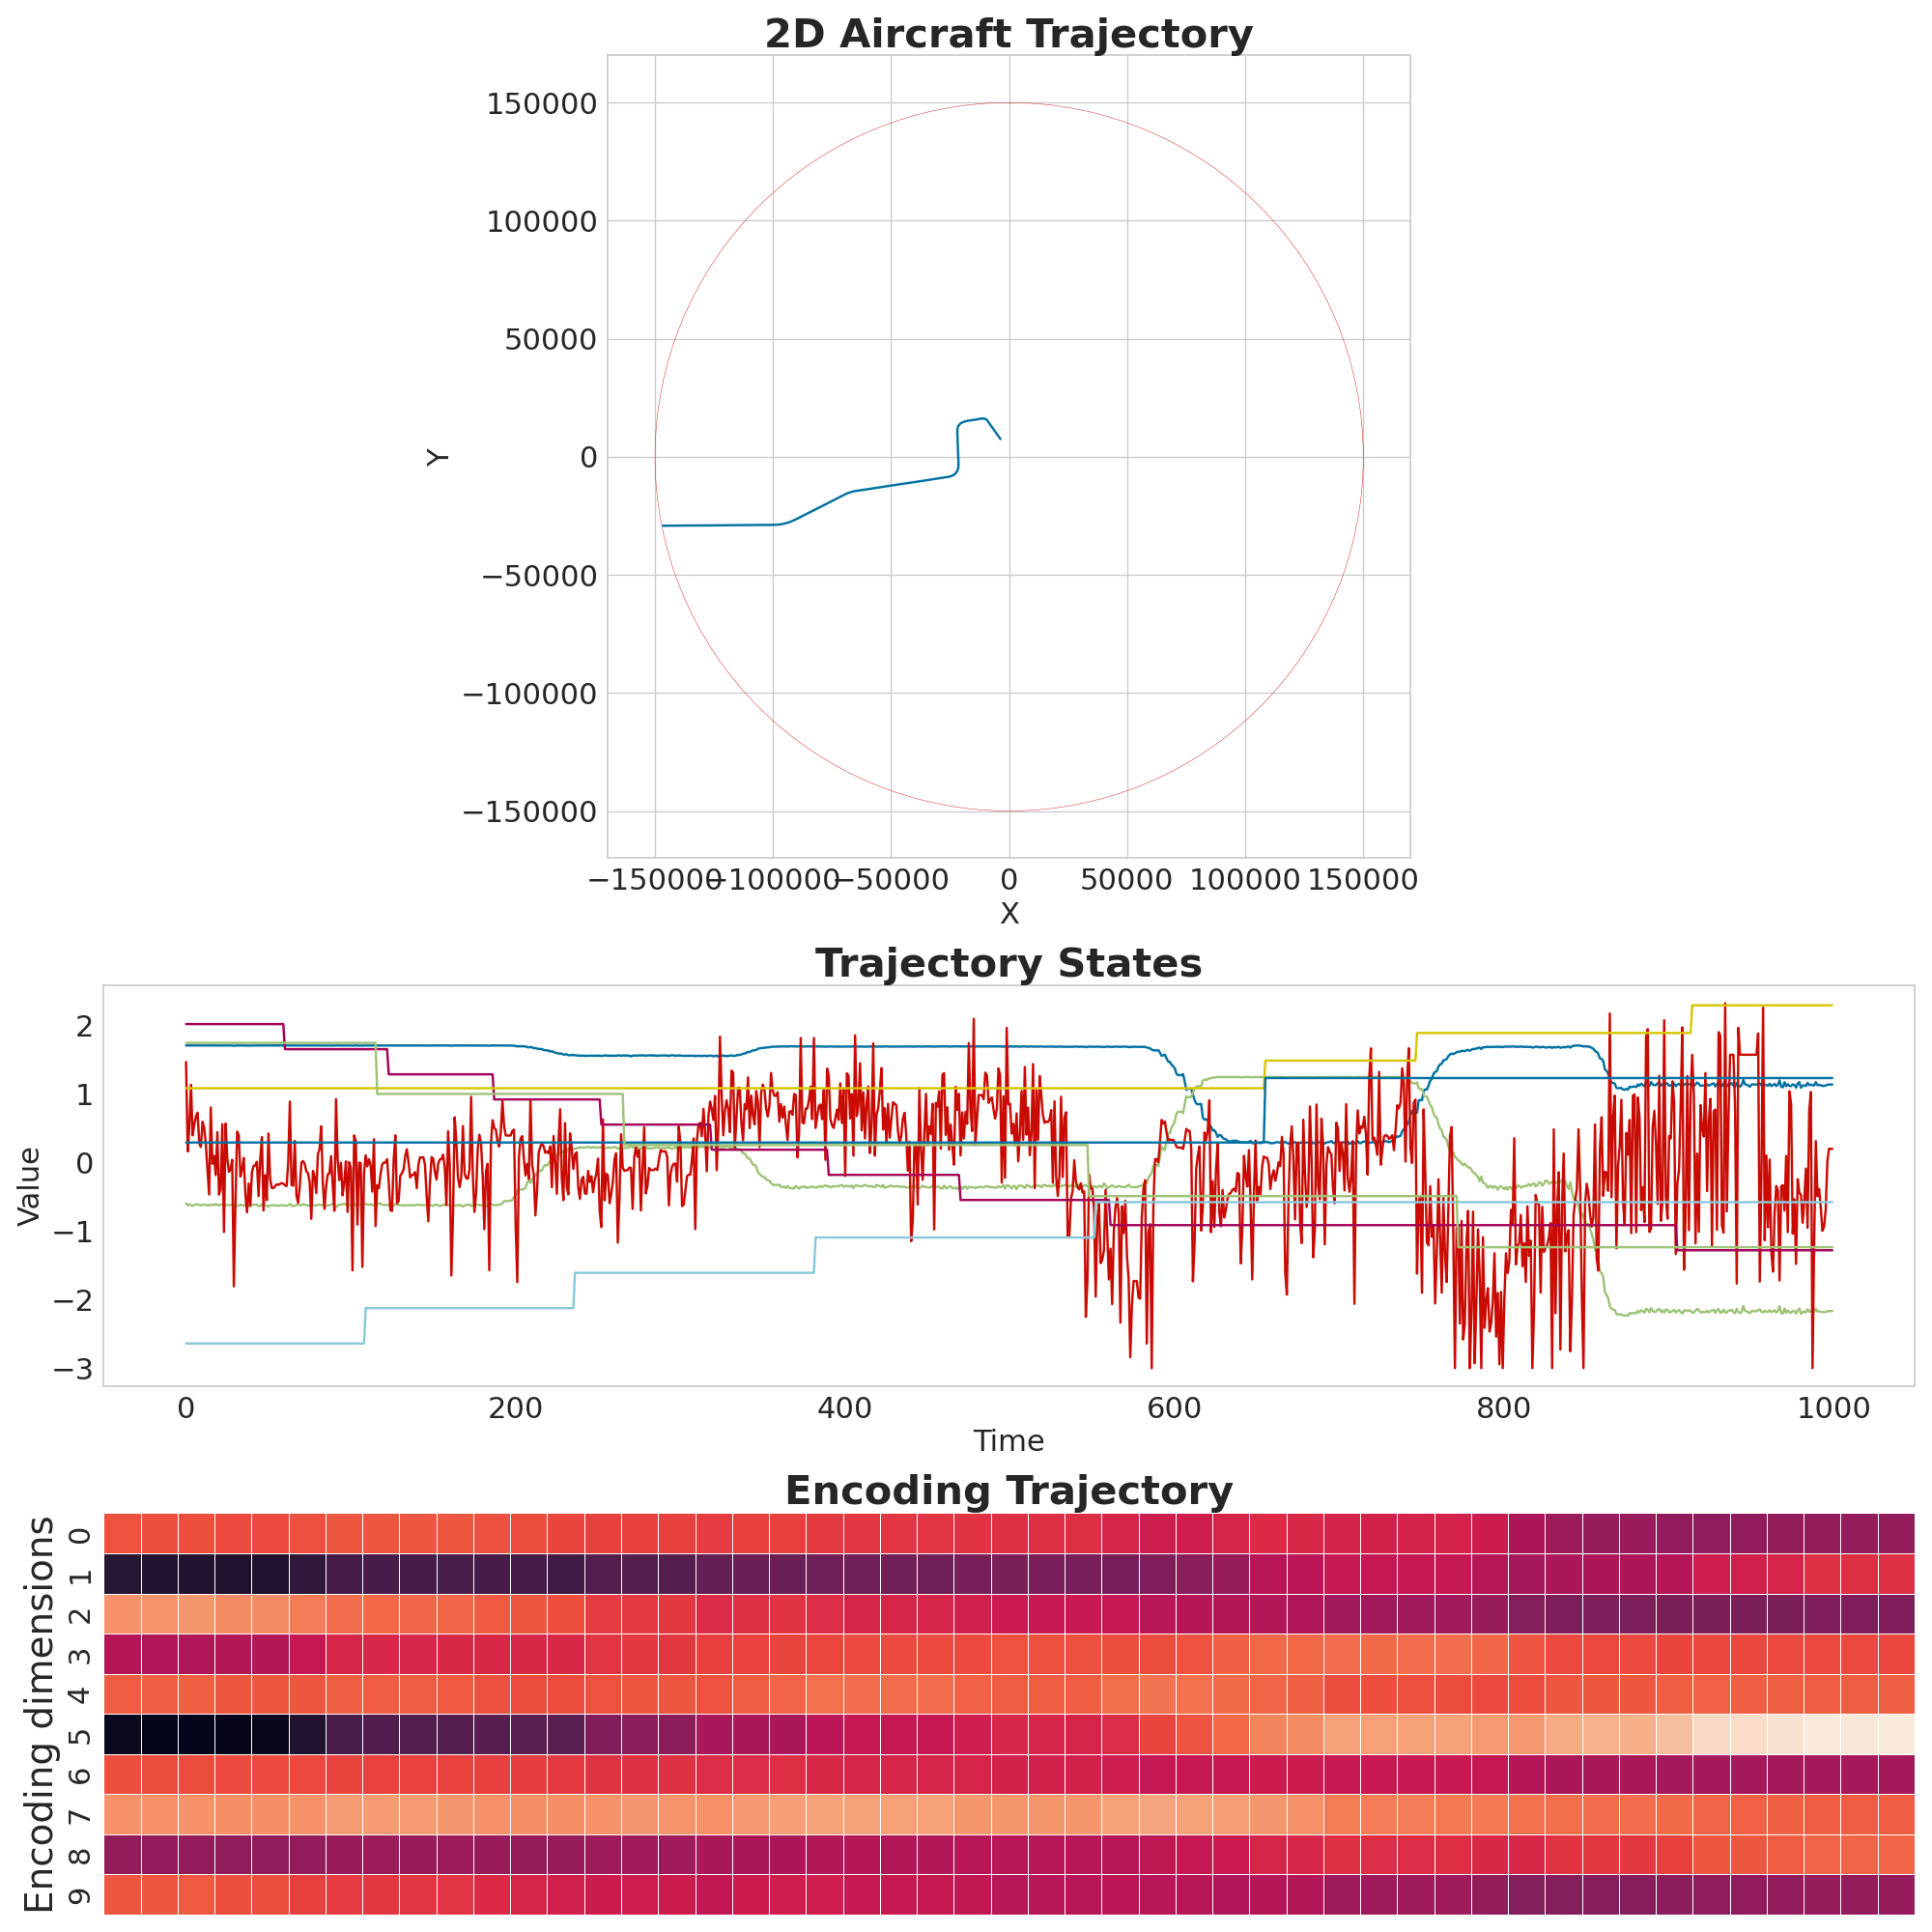 2D Aircraft Trajectory
150000
100000
50000
0
−50000
−100000
−150000
Y
−150000 −100000 −50000 0 50000 100000 150000
X
Trajectory States
2
1
0
−1
−2
−3
Value
0 200 400 600 800 1000
Time
Encoding Trajectory
Encoding dimensions
0
1
2
3
4
5
6
7
8
9